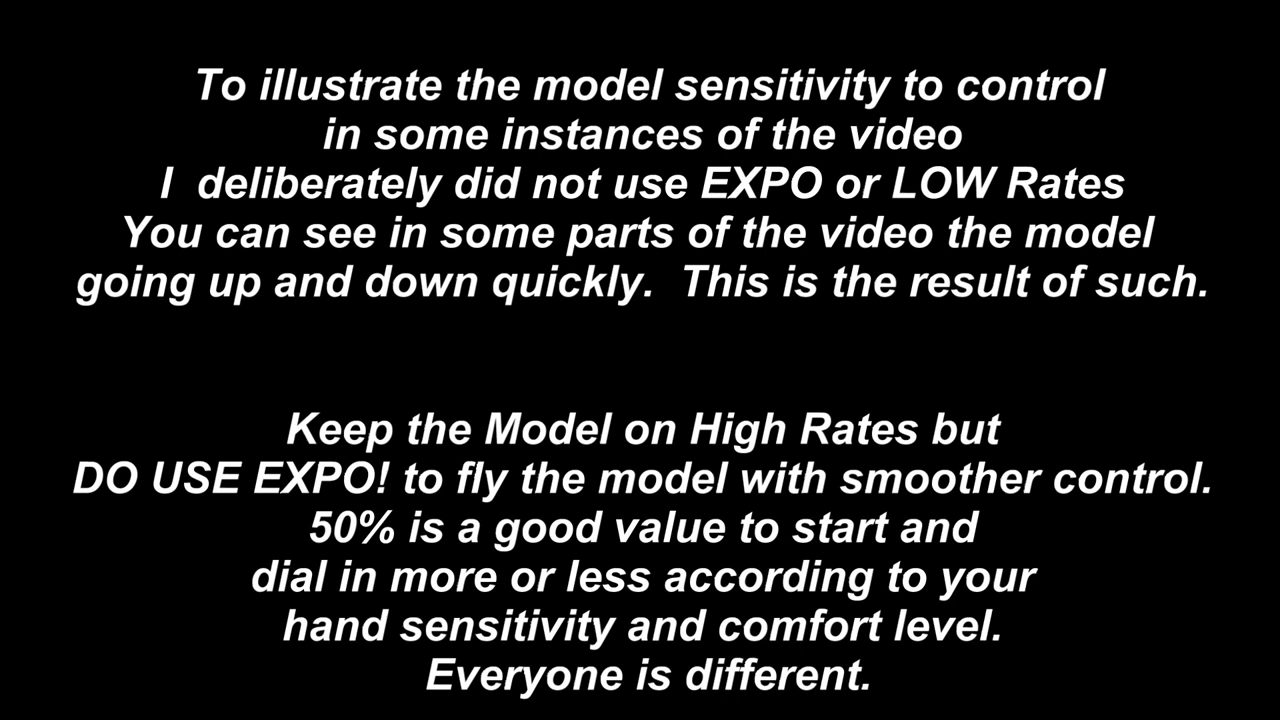 To illustrate the model sensitivity to control
in some instances of the video
I  deliberately did not use EXPO or LOW Rates
You can see in some parts of the video the model
going up and down quickly.  This is the result of such.
Keep the Model on High Rates but
DO USE EXPO! to fly the model with smoother control.
50% is a good value to start and
dial in more or less according to your
hand sensitivity and comfort level.
Everyone is different.